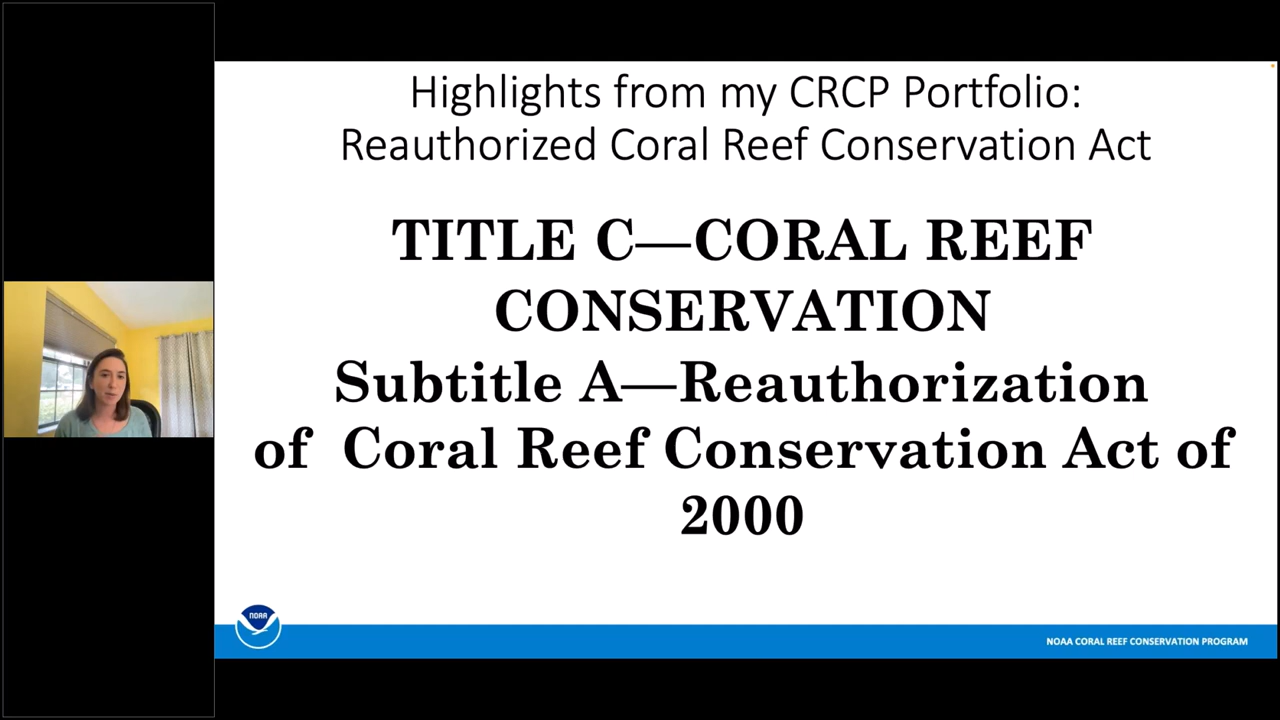 Highlights from my CRCP Portfolio:
Reauthorized Coral Reef Conservation Act
TITLE C—CORAL REEF
CONSERVATION
Subtitle A—Reauthorization
of Coral Reef Conservation Act of
2000
NOAA
NOAA CORAL REEF CONSERVATION PROGRAM